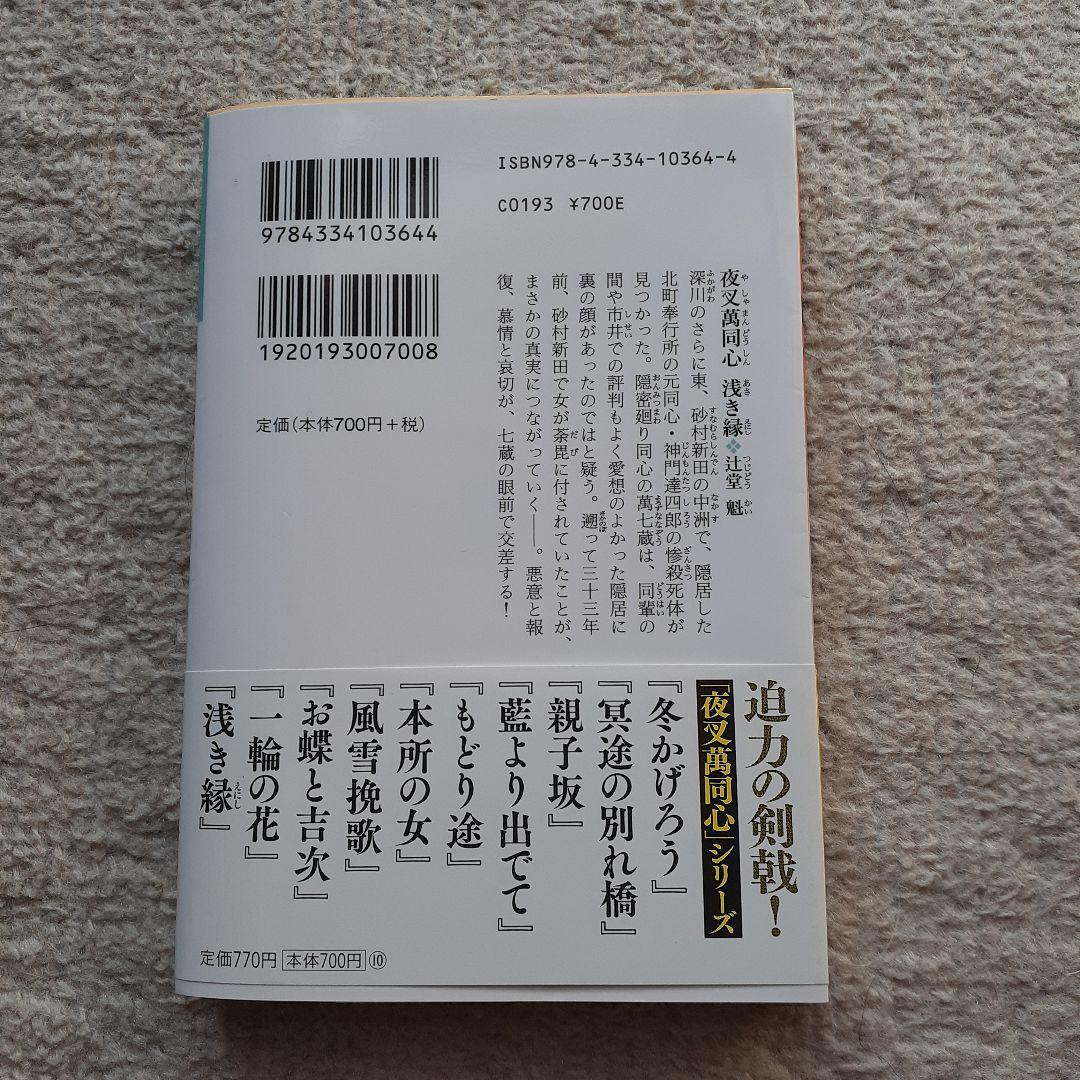 ISBN978-4-334-10364-4
C0193 ¥700E
9784334103644
1920193007008
定価(本体700円+税)
夜叉萬同心 浅き縁❖辻堂 魁
深川のさらに東、砂村新田の中洲で、隠居した
北町奉行所の元同心・神門達四郎の惨殺死体が
見つかった。隠密廻り同心の萬七蔵は、同輩の
間や市井での評判もよく愛想のよかった隠居に
裏の顔があったのではと疑う。遡って三十三年
前、砂村新田で女が荼毘に付されていたことが、
まさかの真実につながっていく――。悪意と報
復、慕情と哀切が、七蔵の眼前で交差する!
迫力の剣戟!
「夜叉萬同心」シリーズ
『冬かげろう』
『冥途の別れ橋』
『親子坂』
『藍より出でて』
『もどり途』
『本所の女』
『風雪挽歌』
『お蝶と吉次』
『一輪の花』
『浅き縁』
定価770円 本体700円 ⑩